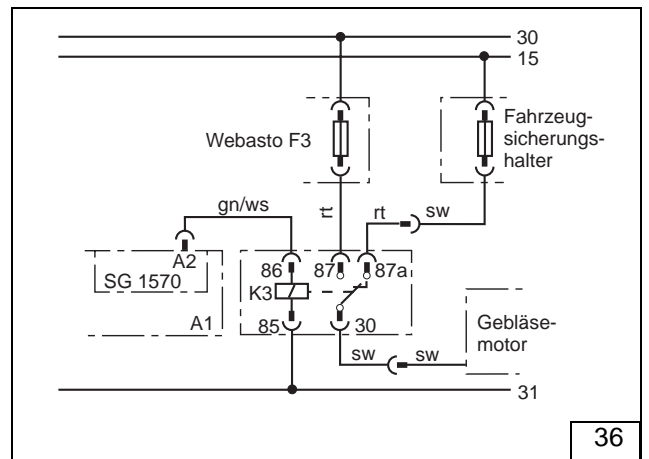 30
15
Webasto F3
Fahrzeug-
sicherungs-
halter
gn/ws
rt
rt
sw
A2
SG 1570
A1
86
87
87a
K3
85
30
Gebläse-
motor
sw
sw
31
36